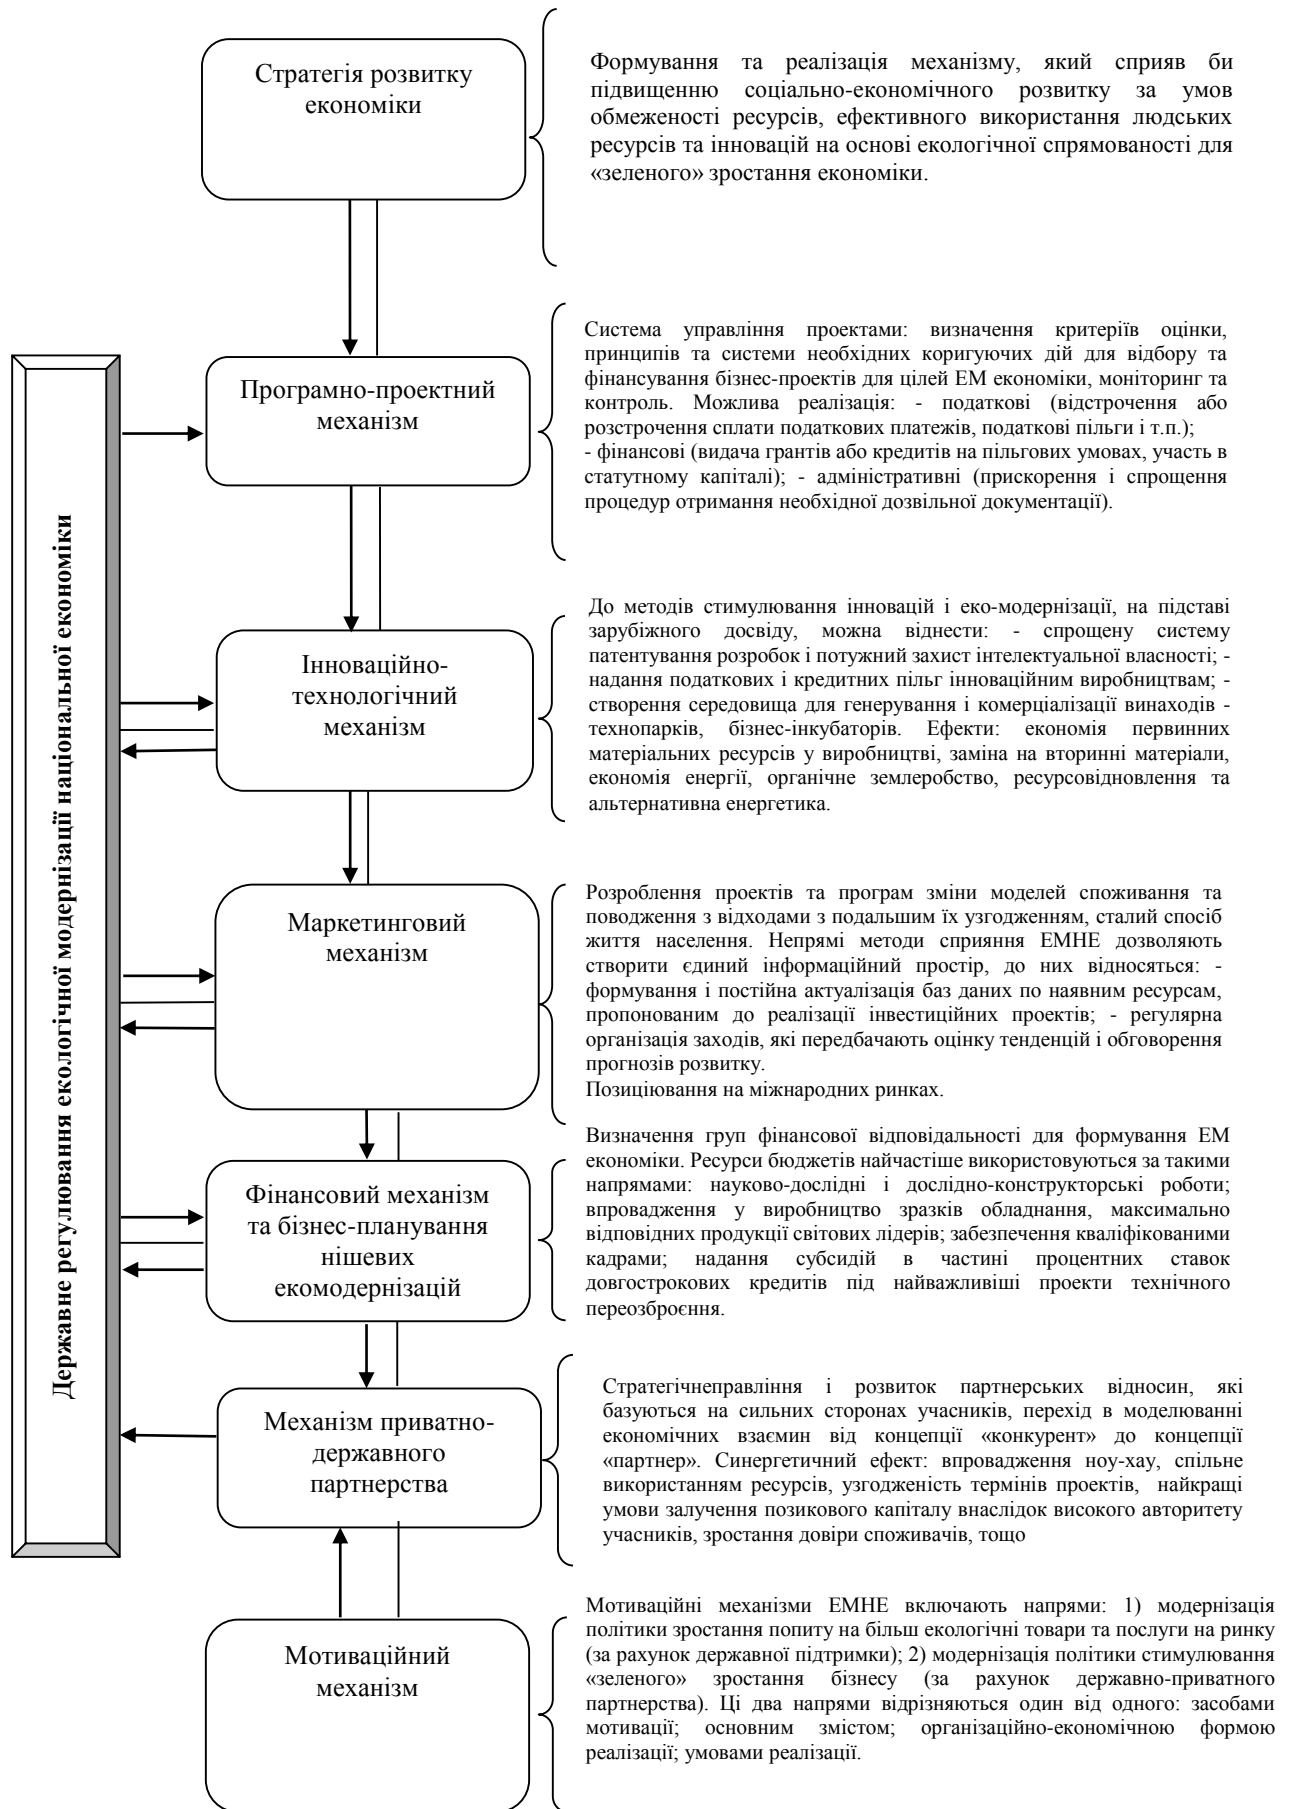 Стратегія розвитку
економіки
Формування та реалізація механізму, який сприяв би
підвищенню соціально-економічного розвитку за умов
обмеженості ресурсів, ефективного використання людських
ресурсів та інновацій на основі екологічної спрямованості для
«зеленого» зростання економіки.
Державне регулювання екологічної модернізації національної економіки
Програмно-проектний
механізм
Система управління проектами: визначення критеріїв оцінки,
принципів та системи необхідних коригуючих дій для відбору та
фінансування бізнес-проектів для цілей ЕМ економіки, моніторинг та
контроль. Можлива реалізація: - податкові (відстрочення або
розстрочення сплати податкових платежів, податкові пільги і т.п.);
- фінансові (видача грантів або кредитів на пільгових умовах, участь в
статутному капіталі); - адміністративні (прискорення і спрощення
процедур отримання необхідної дозвільної документації).
Інноваційно-
технологічний
механізм
До методів стимулювання інновацій і еко-модернізації, на підставі
зарубіжного досвіду, можна віднести: - спрощену систему
патентування розробок і потужний захист інтелектуальної власності; -
надання податкових і кредитних пільг інноваційним виробництвам; -
створення середовища для генерування і комерціалізації винаходів -
технопарків, бізнес-інкубаторів. Ефекти: економія первинних
матеріальних ресурсів у виробництві, заміна на вторинні матеріали,
економія енергії, органічне землеробство, ресурсовідновлення та
альтернативна енергетика.
Маркетинговий
механізм
Розроблення проектів та програм зміни моделей споживання та
поводження з відходами з подальшим їх узгодженням, сталий спосіб
життя населення. Непрямі методи сприяння ЕМНЕ дозволяють
створити єдиний інформаційний простір, до них відносяться: -
формування і постійна актуалізація баз даних по наявним ресурсам,
пропонованим до реалізації інвестиційних проектів; - регулярна
організація заходів, які передбачають оцінку тенденцій і обговорення
прогнозів розвитку.
Позиціювання на міжнародних ринках.
Фінансовий механізм
та бізнес-планування
нішевих
екомодернізацій
Визначення груп фінансової відповідальності для формування ЕМ
економіки. Ресурси бюджетів найчастіше використовуються за такими
напрямами: науково-дослідні і дослідно-конструкторські роботи;
впровадження у виробництво зразків обладнання, максимально
відповідних продукції світових лідерів; забезпечення кваліфікованими
кадрами; надання субсидій в частині процентних ставок
довгострокових кредитів під найважливіші проекти технічного
переозброєння.
Механізм приватно-
державного
партнерства
Стратегічнеправління і розвиток партнерських відносин, які
базуються на сильних сторонах учасників, перехід в моделюванні
економічних взаємин від концепції «конкурент» до концепції
«партнер». Синергетичний ефект: впровадження ноу-хау, спільне
використанням ресурсів, узгодженість термінів проектів, найкращі
умови залучення позикового капіталу внаслідок високого авторитету
учасників, зростання довіри споживачів, тощо
Мотиваційний
механізм
Мотиваційні механізми ЕМНЕ включають напрями: 1) модернізація
політики зростання попиту на більш екологічні товари та послуги на ринку
(за рахунок державної підтримки); 2) модернізація політики стимулювання
«зеленого» зростання бізнесу (за рахунок державно-приватного
партнерства). Ці два напрями відрізняються один від одного: засобами
мотивації; основним змістом; організаційно-економічною формою
реалізації; умовами реалізації.